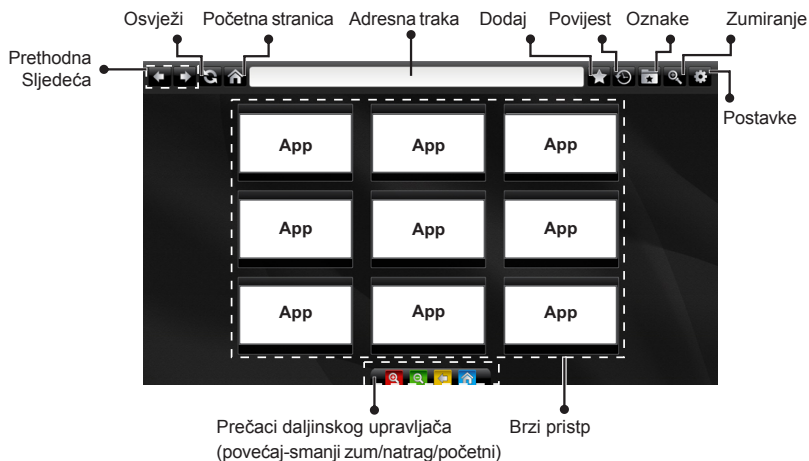 Osvježi Početna stranica Adresna traka Dodaj Povijest Oznake Zumiranje
Prethodna
Sljedeća
Postavke
App App App
App App App
App App App
Prečaci daljinskog upravljača
(povećaj-smanji zum/natrag/početni)
Brzi pristp